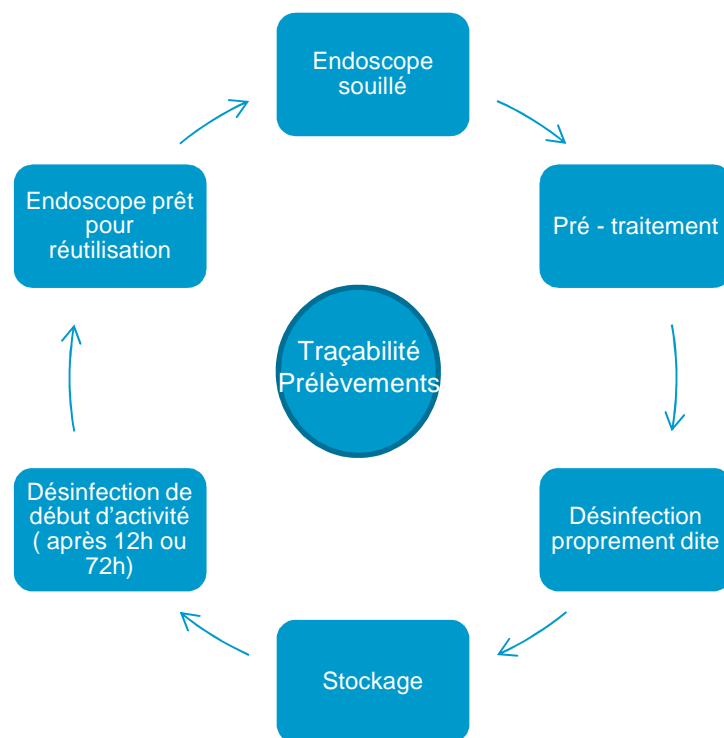 Endoscope
souillé
Pré - traitement
Désinfection
proprement dite
Stockage
Désinfection de
début d’activité
( après 12h ou
72h)
Endoscope prêt
pour
réutilisation
Traçabilité
Prélèvements